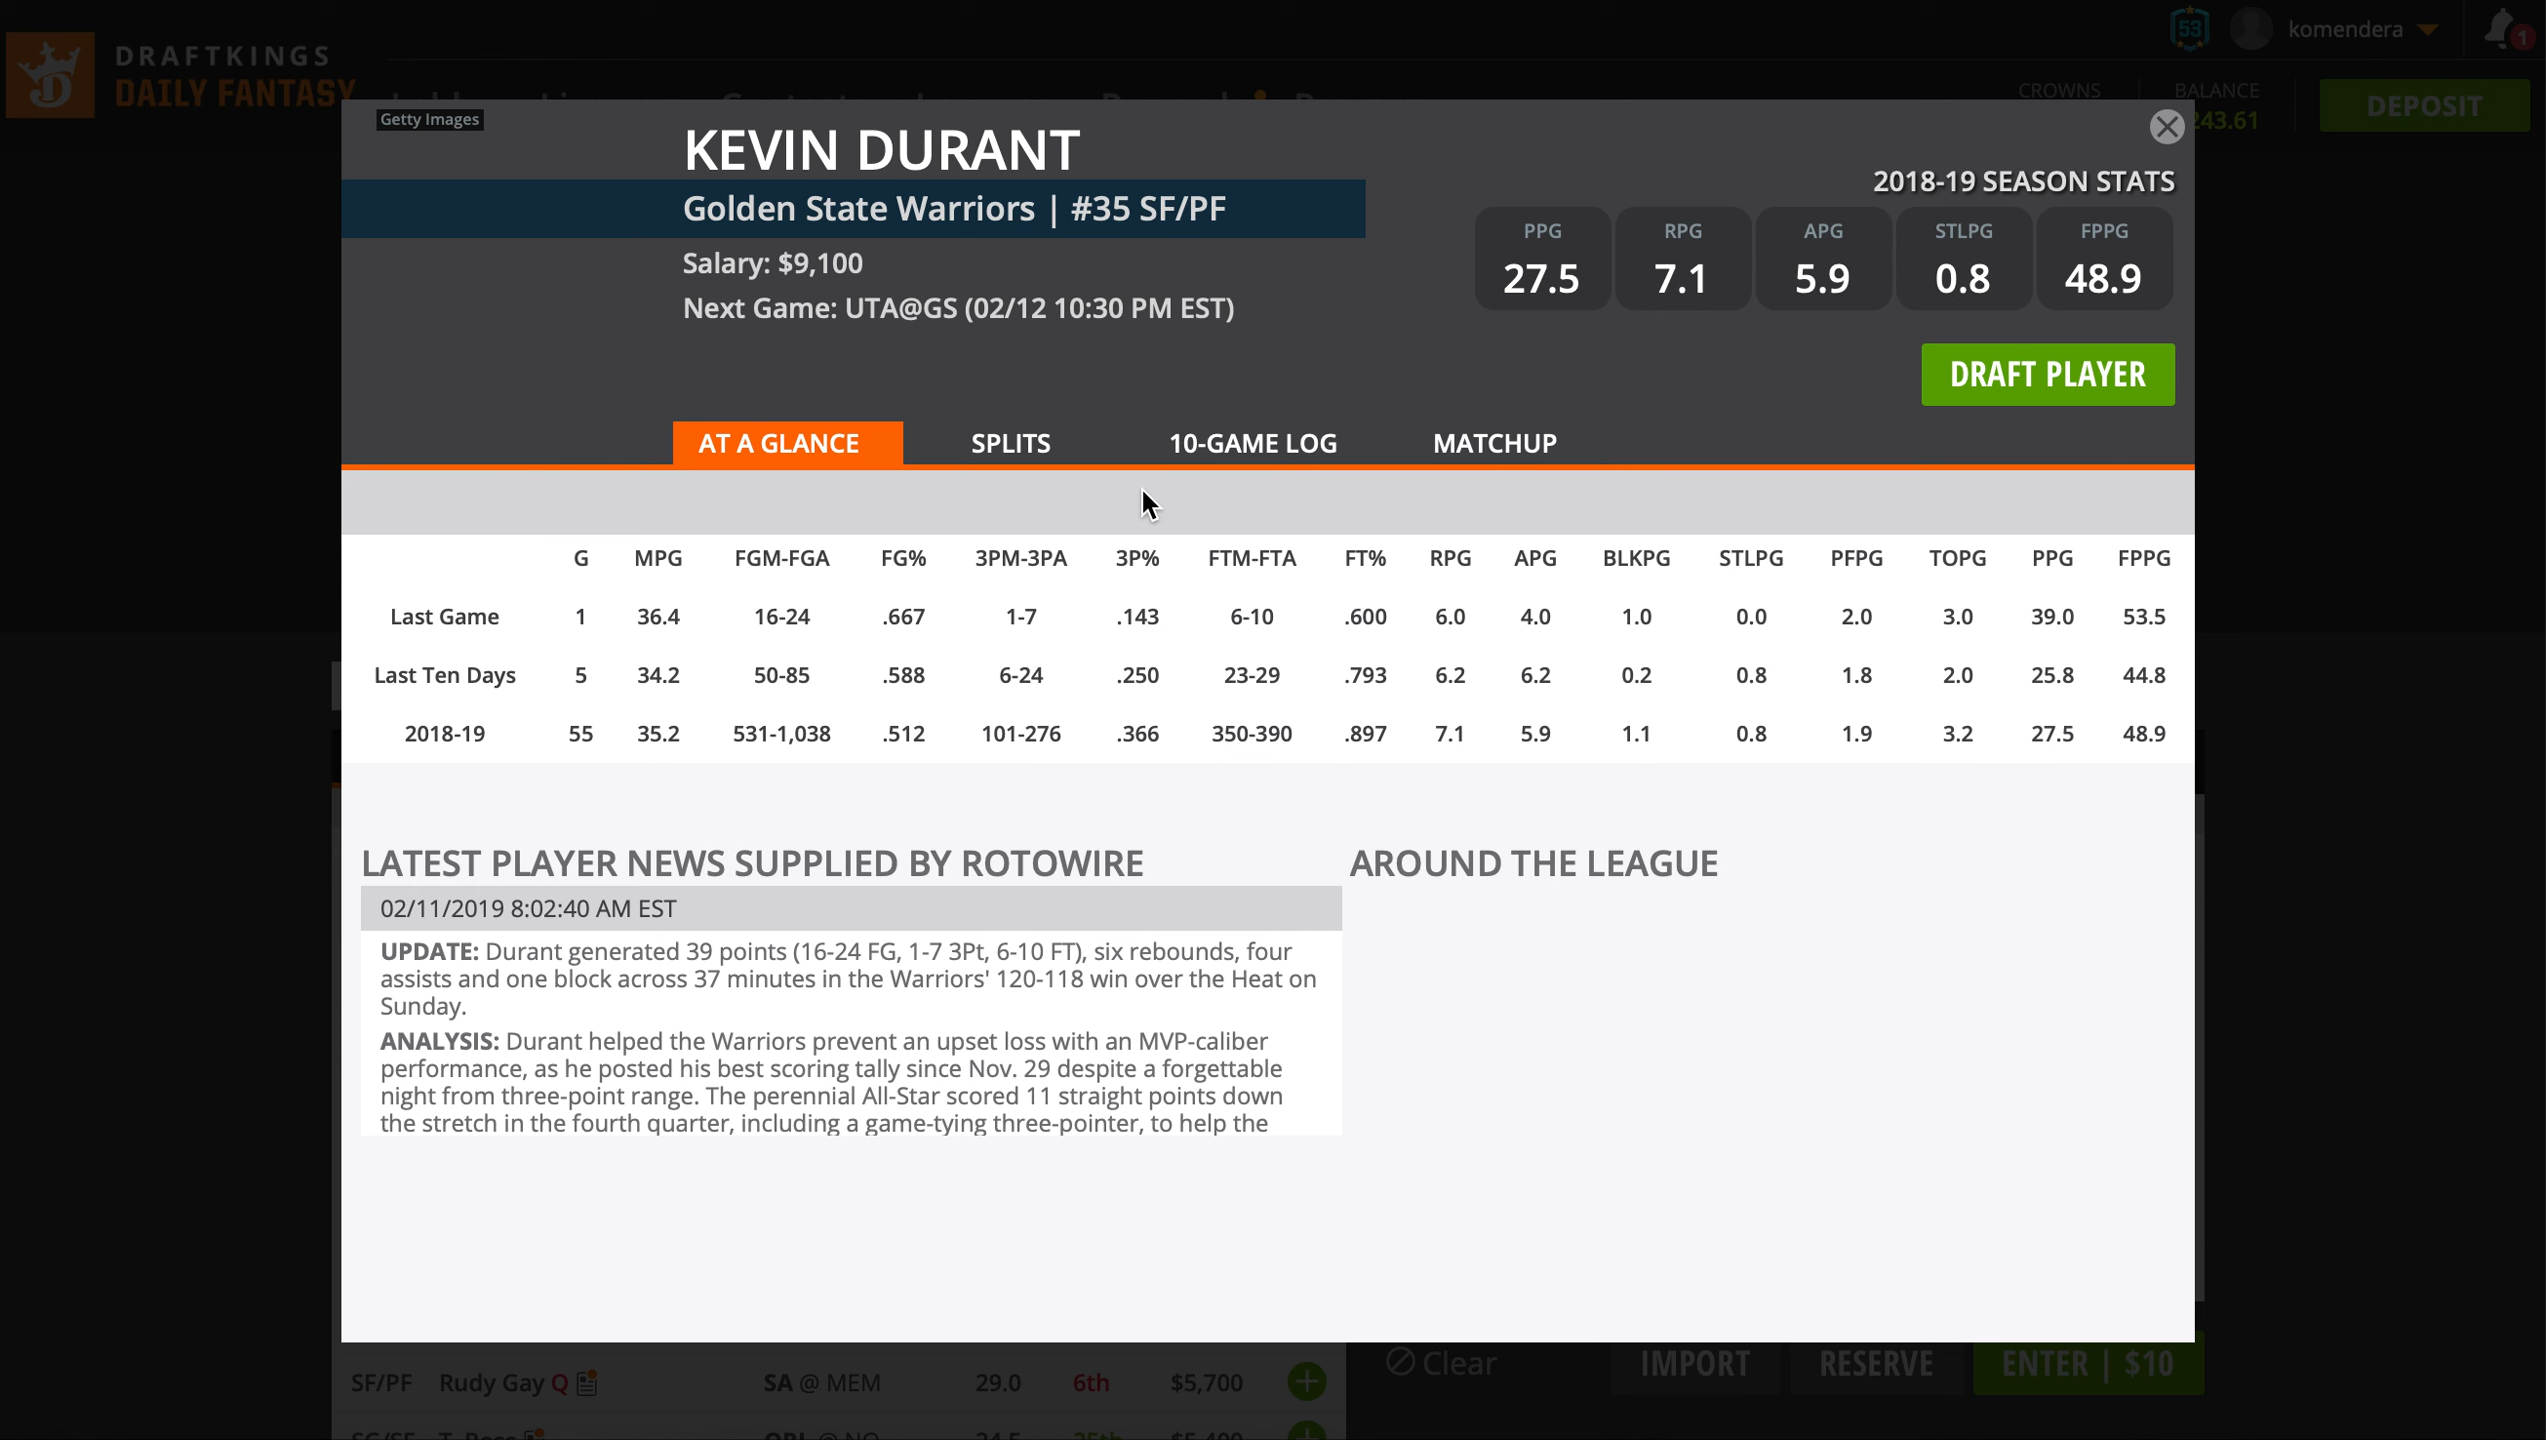 DRAFTKINGS
DAILY FANTASY
53
komendera
1
CROWNS
BALANCE
243.61
DEPOSIT
Getty Images
KEVIN DURANT
Golden State Warriors | #35 SF/PF
Salary: $9,100
Next Game: UTA@GS (02/12 10:30 PM EST)
2018-19 SEASON STATS
PPG RPG APG STLPG FPPG
27.5 7.1 5.9 0.8 48.9
DRAFT PLAYER
AT A GLANCE SPLITS 10-GAME LOG MATCHUP
G MPG FGM-FGA FG% 3PM-3PA 3P% FTM-FTA FT% RPG APG BLKPG STLPG PFPG TOPG PPG FPPG
Last Game 1 36.4 16-24 .667 1-7 .143 6-10 .600 6.0 4.0 1.0 0.0 2.0 3.0 39.0 53.5
Last Ten Days 5 34.2 50-85 .588 6-24 .250 23-29 .793 6.2 6.2 0.2 0.8 1.8 2.0 25.8 44.8
2018-19 55 35.2 531-1,038 .512 101-276 .366 350-390 .897 7.1 5.9 1.1 0.8 1.9 3.2 27.5 48.9
LATEST PLAYER NEWS SUPPLIED BY ROTOWIRE
02/11/2019 8:02:40 AM EST
UPDATE: Durant generated 39 points (16-24 FG, 1-7 3Pt, 6-10 FT), six rebounds, four
assists and one block across 37 minutes in the Warriors' 120-118 win over the Heat on
Sunday.
ANALYSIS: Durant helped the Warriors prevent an upset loss with an MVP-caliber
performance, as he posted his best scoring tally since Nov. 29 despite a forgettable
night from three-point range. The perennial All-Star scored 11 straight points down
the stretch in the fourth quarter, including a game-tying three-pointer, to help the
AROUND THE LEAGUE
SF/PF Rudy Gay Q SA @ MEM 29.0 6th $5,700
Clear IMPORT RESERVE ENTER | $10